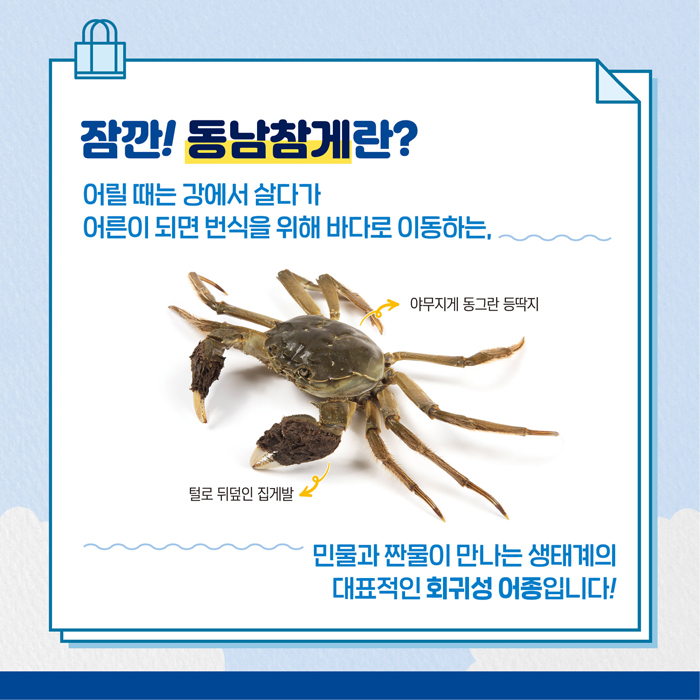 잠깐! 동남참게란?
어릴 때는 강에서 살다가
어른이 되면 번식을 위해 바다로 이동하는,
야무지게 동그란 등딱지
털로 뒤덮인 집게발
민물과 짠물이 만나는 생태계의
대표적인 회귀성 어종입니다!